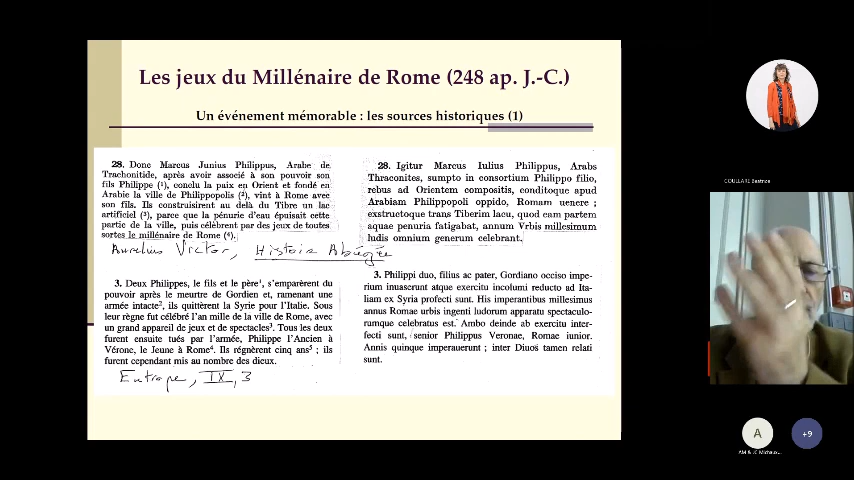 Les jeux du Millénaire de Rome (248 ap. J.-C.)
Un événement mémorable : les sources historiques (1)
28. Donc Marcus Junius Philippus, Arabe de
Trachonitide, après avoir associé à son pouvoir son
fils Philippe (1), conclu la paix en Orient et fondé en
Arabie la ville de Philippopolis (2), vint à Rome avec
son fils. Ils construisirent au delà du Tibre un lac
artificiel (3), parce que la pénurie d'eau épuisait cette
partie de la ville, puis célèbrent par des jeux de toutes
sortes le millénaire de Rome (4).
Aurelius Victor, Histoire Abrégée
3. Deux Philippes, le fils et le père¹, s'emparèrent du
pouvoir après le meurtre de Gordien et, ramenant une
armée intacte², ils quittèrent la Syrie pour l'Italie. Sous
leur règne fut célébré l'an mille de la ville de Rome, avec
un grand appareil de jeux et de spectacles³. Tous les deux
furent ensuite tués par l'armée, Philippe l'Ancien à
Vérone, le Jeune à Rome⁴. Ils régnèrent cinq ans⁵ ; ils
furent cependant mis au nombre des dieux.
Eutrope, IX, 3
28. Igitur Marcus Iulius Philippus, Arabs
Thraconites, sumpto in consortium Philippo filio,
rebus ad Orientem compositis, conditoque apud
Arabiam Philippopoli oppido, Romam uenere ;
exstructoque trans Tiberim lacu, quod eam partem
aquae penuria fatigabat, annum Vrbis millesimum
ludis omnium generum celebrant.
3. Philippi duo, filius ac pater, Gordiano occiso impe-
rium inuaserunt atque exercitu incolumi reducto ad Ita-
liam ex Syria profecti sunt. His imperantibus millesimus
annus Romae urbis ingenti ludorum apparatu spectaculo-
rumque celebratus est. Ambo deinde ab exercitu inter-
fecti sunt, senior Philippus Veronae, Romae iunior.
Annis quinque imperauerunt ; inter Diuos tamen relati
sunt.
COULLARE Beatrice
A
+9
AM & JC Michaux...